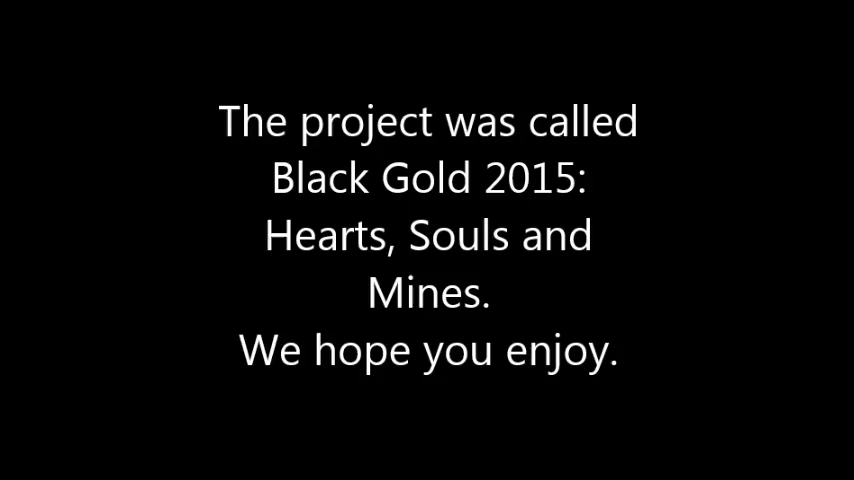 The project was called
Black Gold 2015:
Hearts, Souls and
Mines.
We hope you enjoy.